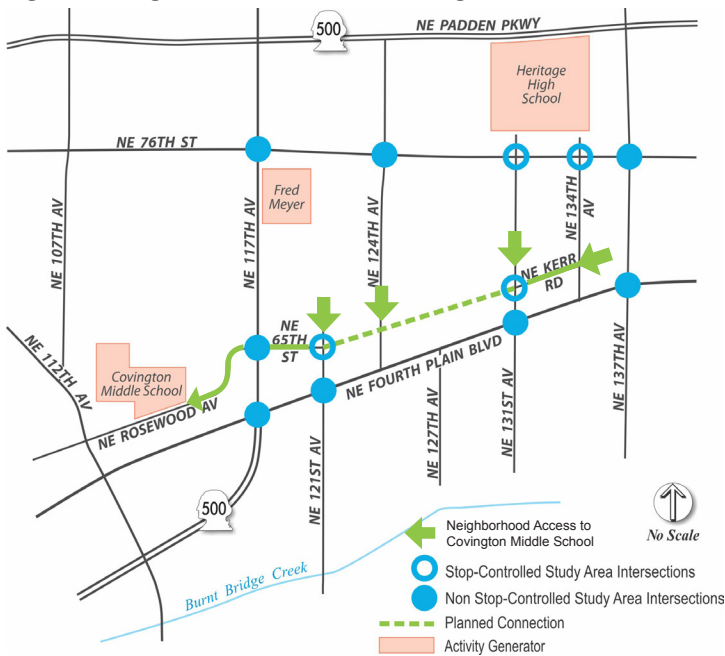 500
NE PADDEN PKWY
Heritage
High
School
NE 76TH ST
Fred
Meyer
NE 107TH AV
NE 117TH AV
NE 124TH AV
NE 134TH
AV
NE KERR
RD
NE
65TH
ST
NE 112TH AV
Covington
Middle School
NE ROSEWOOD AV
NE FOURTH PLAIN BLVD
NE 121ST AV
NE 127TH AV
NE 131ST AV
NE 137TH AV
500
Burnt Bridge Creek
No Scale
Neighborhood Access to
Covington Middle School
Stop-Controlled Study Area Intersections
Non Stop-Controlled Study Area Intersections
Planned Connection
Activity Generator